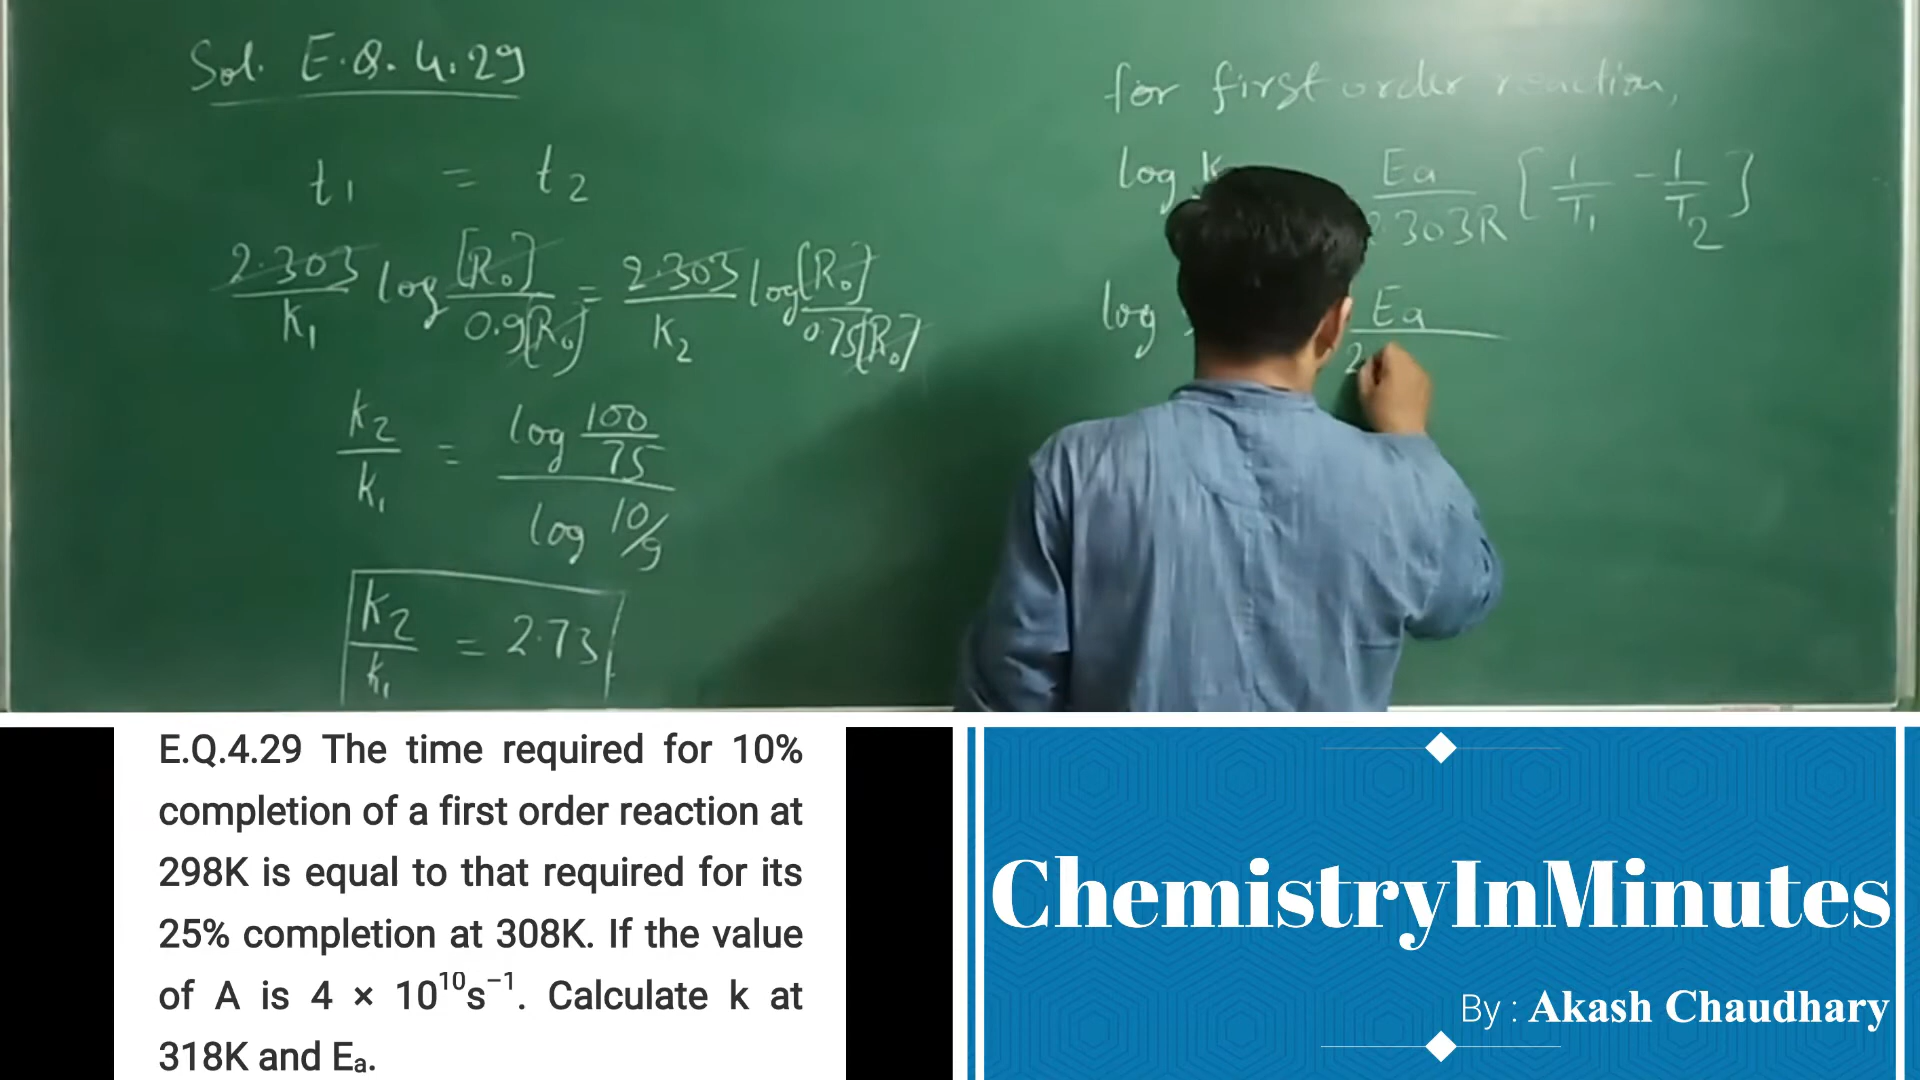 Sol. E.Q. 4.29
t₁ = t₂
2.303/k₁ log [R₀]/0.9[R₀] = 2.303/k₂ log [R₀]/0.75[R₀]
k₂/k₁ = log 100/75 / log 10/9
k₂/k₁ = 2.73
for first order reaction,
log K Ea/2.303R [1/T₁ - 1/T₂]
log Ea/2
E.Q.4.29 The time required for 10%
completion of a first order reaction at
298K is equal to that required for its
25% completion at 308K. If the value
of A is 4 × 10¹⁰s⁻¹. Calculate k at
318K and Eₐ.
ChemistryInMinutes
By : Akash Chaudhary